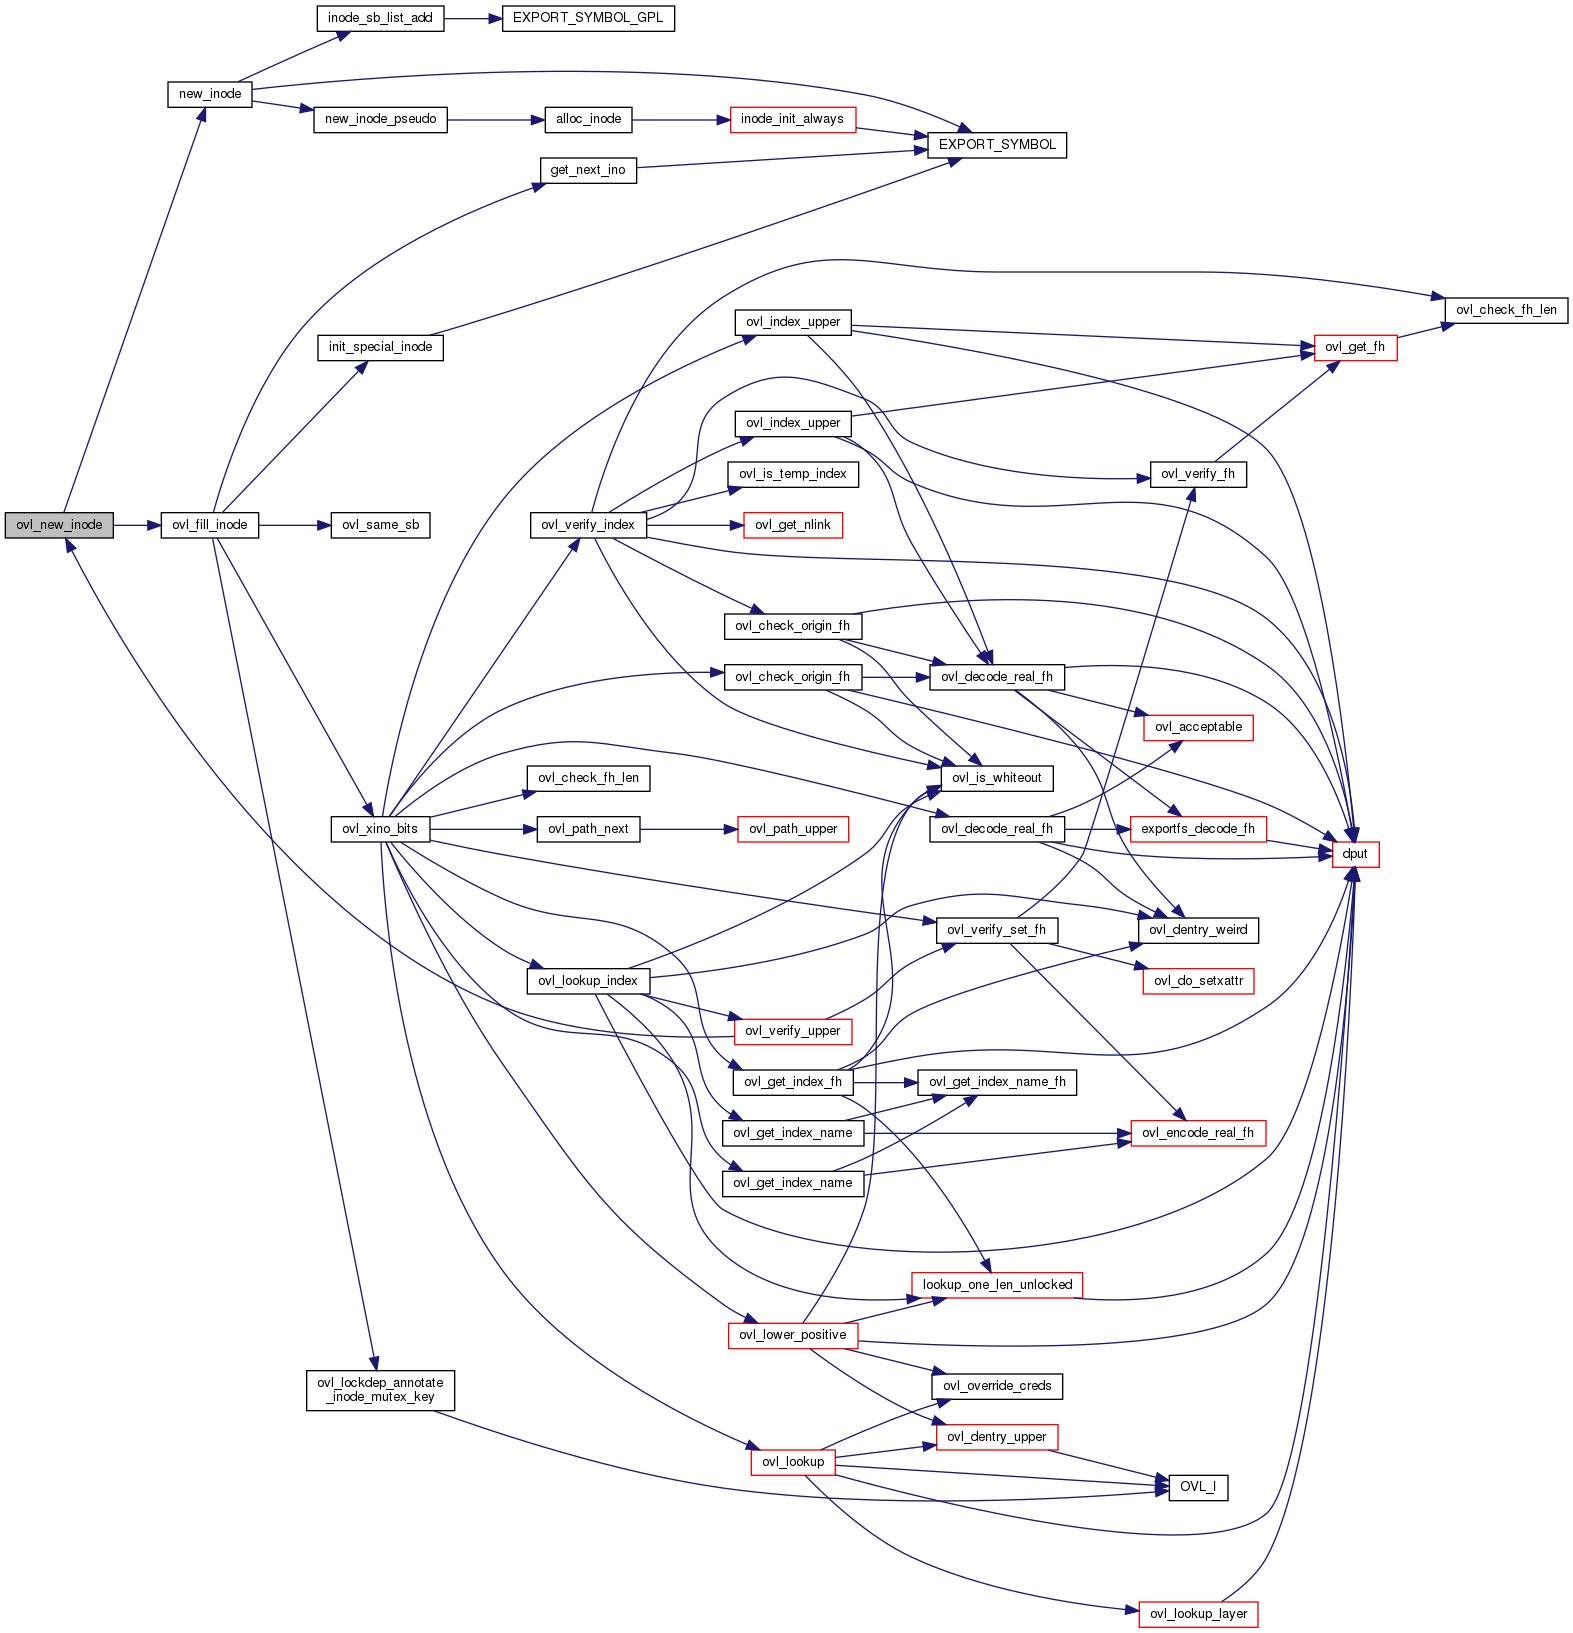 inode_sb_list_add
EXPORT_SYMBOL_GPL
new_inode
new_inode_pseudo
alloc_inode
inode_init_always
EXPORT_SYMBOL
get_next_ino
ovl_check_fh_len
ovl_index_upper
init_special_inode
ovl_get_fh
ovl_index_upper
ovl_is_temp_index
ovl_verify_fh
ovl_new_inode
ovl_fill_inode
ovl_same_sb
ovl_verify_index
ovl_get_nlink
ovl_check_origin_fh
ovl_check_origin_fh
ovl_decode_real_fh
ovl_acceptable
ovl_check_fh_len
ovl_is_whiteout
ovl_xino_bits
ovl_path_next
ovl_path_upper
ovl_decode_real_fh
exportfs_decode_fh
dput
ovl_verify_set_fh
ovl_dentry_weird
ovl_lookup_index
ovl_do_setxattr
ovl_verify_upper
ovl_get_index_fh
ovl_get_index_name_fh
ovl_get_index_name
ovl_encode_real_fh
ovl_get_index_name
lookup_one_len_unlocked
ovl_lower_positive
ovl_lockdep_annotate
_inode_mutex_key
ovl_override_creds
ovl_dentry_upper
ovl_lookup
OVL_I
ovl_lookup_layer